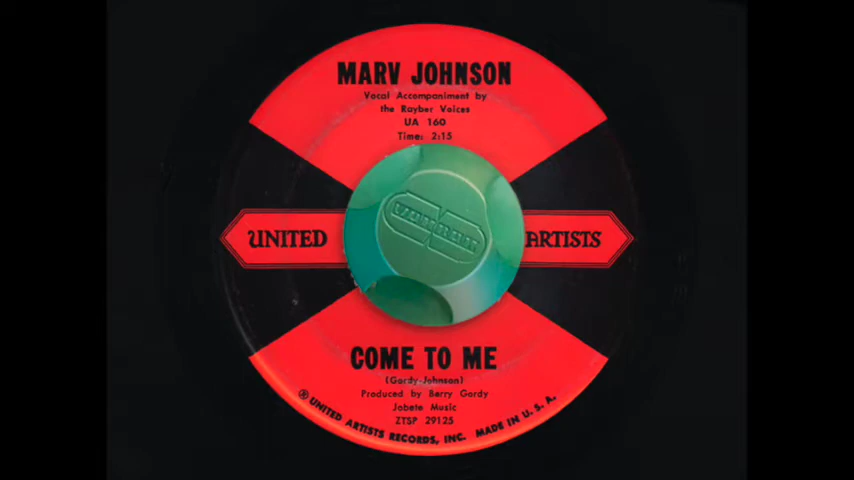 MARV JOHNSON
Vocal Accompaniment by
the Rayber Voices
UA 160
Time: 2:15
UNITED ARTISTS
COME TO ME
(Gordy-Johnson)
Produced by Berry Gordy
Jobete Music
ZTSP 29125
® UNITED ARTISTS RECORDS, INC. MADE IN U. S. A.